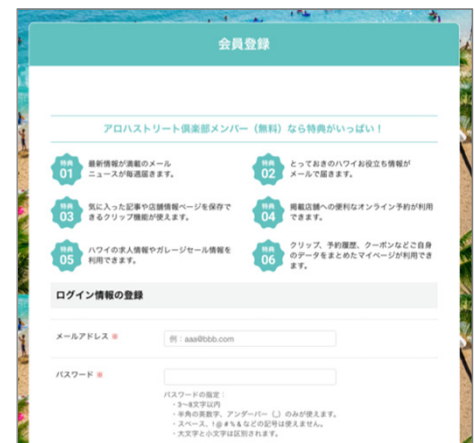 会員登録
アロハストリート倶楽部メンバー(無料)なら特典がいっぱい!
特典
01
最新情報が満載のメール
ニュースが毎週届きます。
特典
02
とっておきのハワイお役立ち情報が
メールで届きます。
特典
03
気に入った記事や店舗情報ページを保存で
きるクリップ機能が使えます。
特典
04
掲載店舗への便利なオンライン予約が利用
できます。
特典
05
ハワイの求人情報やガレージセール情報を
利用できます。
特典
06
クリップ、予約履歴、クーポンなどご自身
のデータをまとめたマイページが利用でき
ます。
ログイン情報の登録
メールアドレス ※
例:aaa@bbb.com
パスワード ※
パスワードの指定:
・3~8文字以内
・半角の英数字、アンダーバー(_)のみが使えます。
・スペース、!@#%&などの記号は使えません。
・大文字と小文字は区別されます。